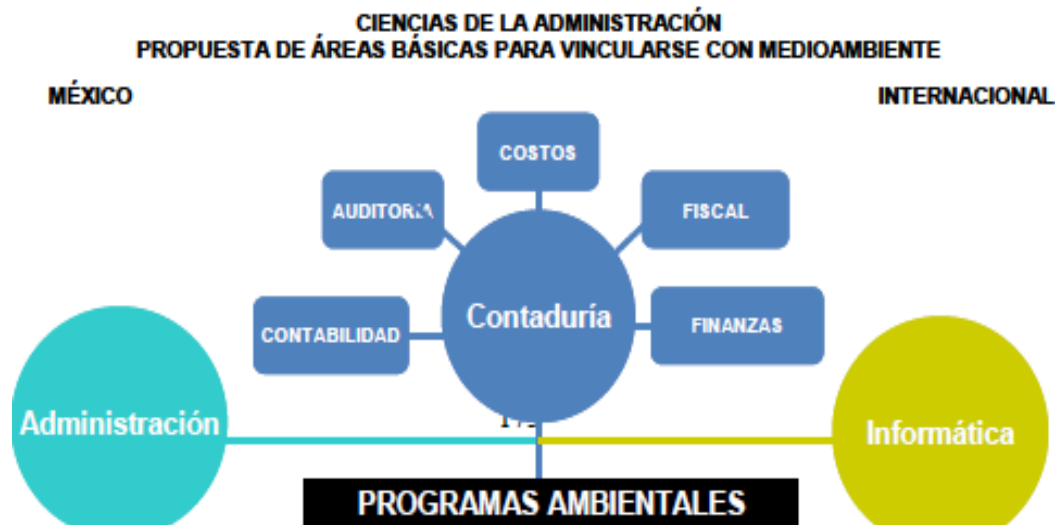 CIENCIAS DE LA ADMINISTRACIÓN
PROPUESTA DE ÁREAS BÁSICAS PARA VINCULARSE CON MEDIOAMBIENTE
MÉXICO
INTERNACIONAL
COSTOS
AUDITORÍA
FISCAL
CONTABILIDAD
Contaduría
FINANZAS
Administración
Informática
PROGRAMAS AMBIENTALES